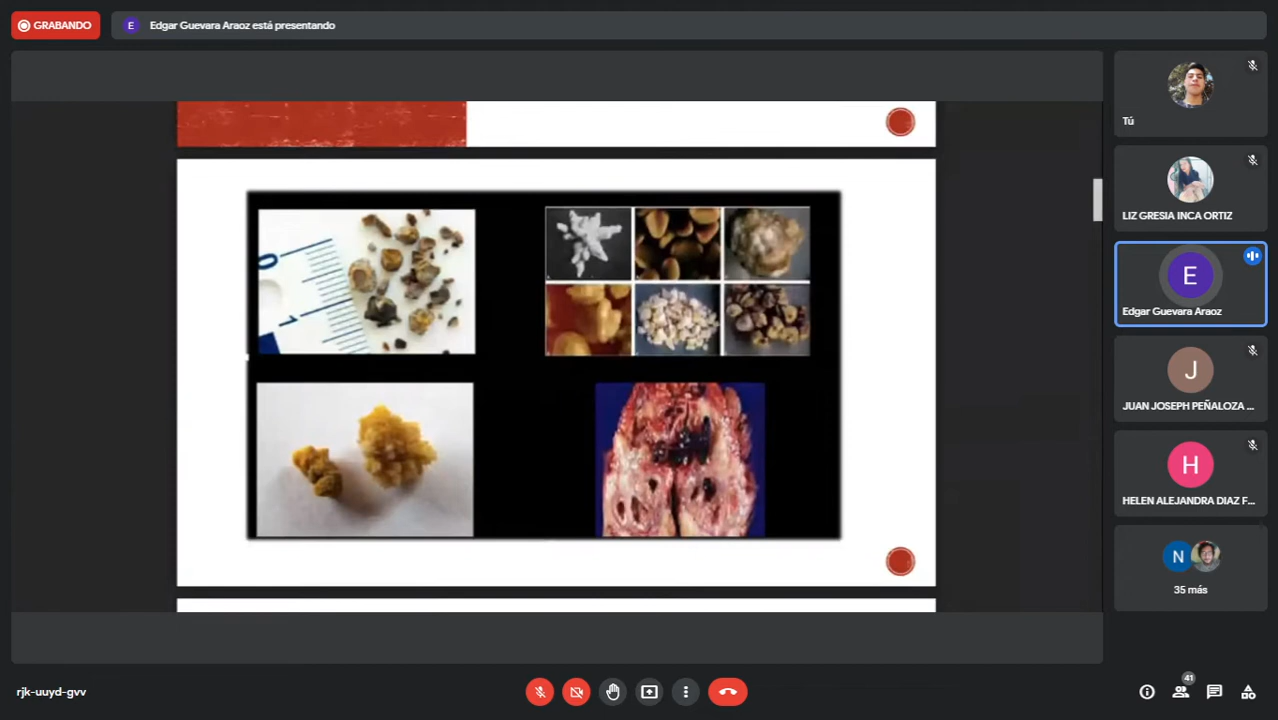 GRABANDO
E
Edgar Guevara Araoz está presentando
Tú
LIZ GRESIA INCA ORTIZ
E
Edgar Guevara Araoz
J
JUAN JOSEPH PEÑALOZA ...
H
HELEN ALEJANDRA DIAZ F...
N
35 más
0
1
rjk-uuyd-gvv
41